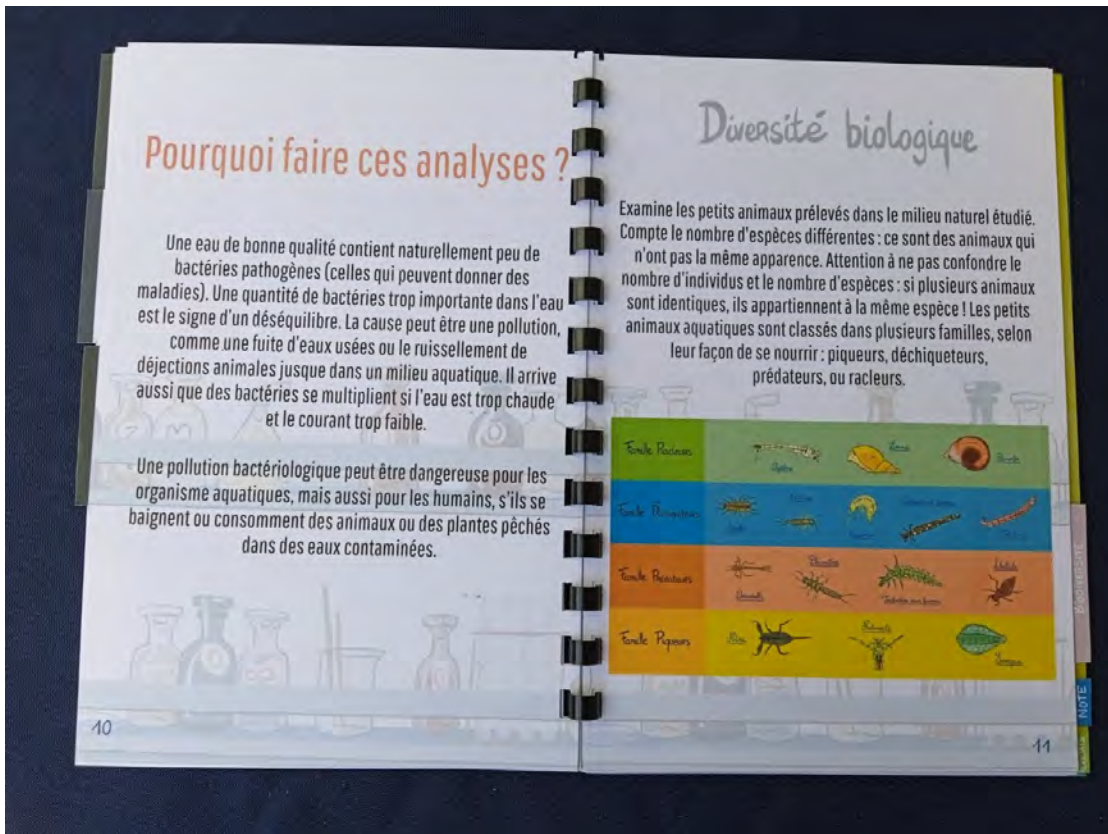 Pourquoi faire ces analyses ?
Une eau de bonne qualité contient naturellement peu de
bactéries pathogènes (celles qui peuvent donner des
maladies). Une quantité de bactéries trop importante dans l'eau
est le signe d'un déséquilibre. La cause peut être une pollution,
comme une fuite d'eaux usées ou le ruissellement de
déjections animales jusque dans un milieu aquatique. Il arrive
aussi que des bactéries se multiplient si l'eau est trop chaude
et le courant trop faible.
Une pollution bactériologique peut être dangereuse pour les
organisme aquatiques, mais aussi pour les humains, s'ils se
baignent ou consomment des animaux ou des plantes pêchés
dans des eaux contaminées.
10
Diversité biologique
Examine les petits animaux prélevés dans le milieu naturel étudié.
Compte le nombre d'espèces différentes : ce sont des animaux qui
n'ont pas la même apparence. Attention à ne pas confondre le
nombre d'individus et le nombre d'espèces : si plusieurs animaux
sont identiques, ils appartiennent à la même espèce ! Les petits
animaux aquatiques sont classés dans plusieurs familles, selon
leur façon de se nourrir : piqueurs, déchiqueteurs,
prédateurs, ou racleurs.
Famille Racleurs
Famille Déchiqueteurs
Famille Prédateurs
Famille Piqueurs
11
BIODIVERSITÉ
NOTE